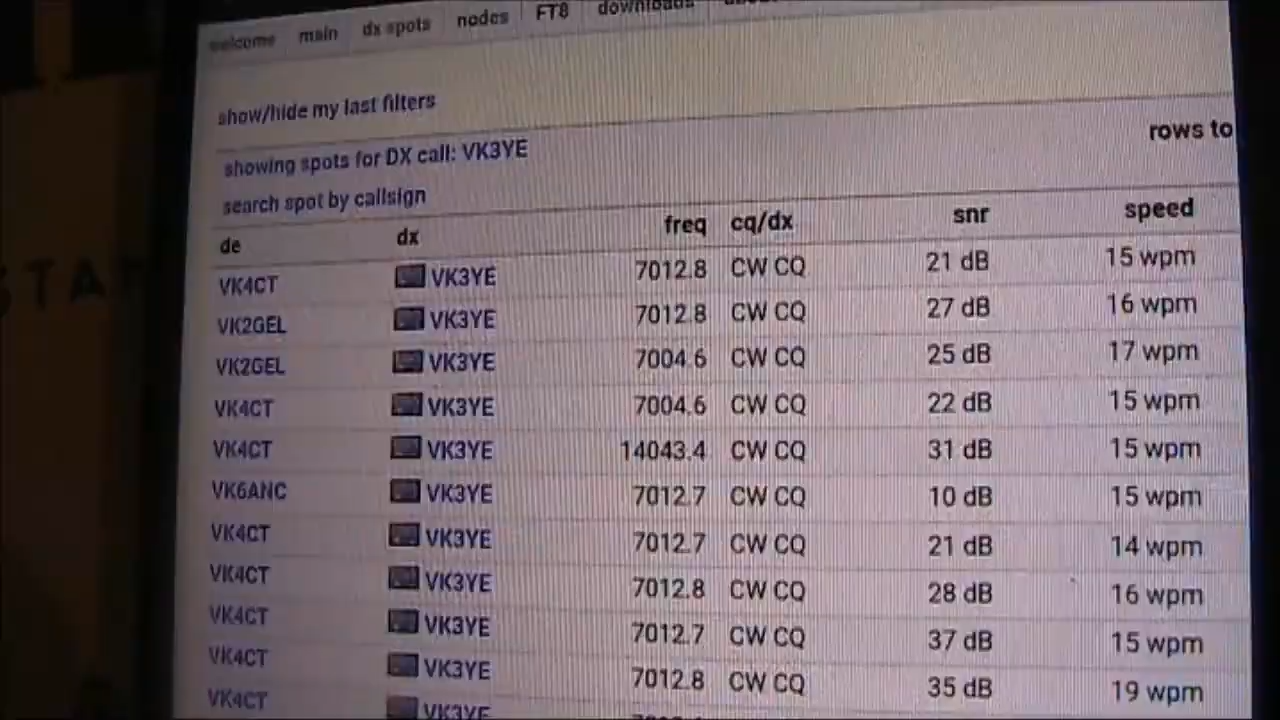 welcome main dx spots nodes FT8 downloads
show/hide my last filters
showing spots for DX call: VK3YE
rows to
search spot by callsign
de dx freq cq/dx snr speed
VK4CT VK3YE 7012.8 CW CQ 21 dB 15 wpm
VK2GEL VK3YE 7012.8 CW CQ 27 dB 16 wpm
VK2GEL VK3YE 7004.6 CW CQ 25 dB 17 wpm
VK4CT VK3YE 7004.6 CW CQ 22 dB 15 wpm
VK4CT VK3YE 14043.4 CW CQ 31 dB 15 wpm
VK6ANC VK3YE 7012.7 CW CQ 10 dB 15 wpm
VK4CT VK3YE 7012.7 CW CQ 21 dB 14 wpm
VK4CT VK3YE 7012.8 CW CQ 28 dB 16 wpm
VK4CT VK3YE 7012.7 CW CQ 37 dB 15 wpm
VK4CT VK3YE 7012.8 CW CQ 35 dB 19 wpm
VK4CT VK3YE